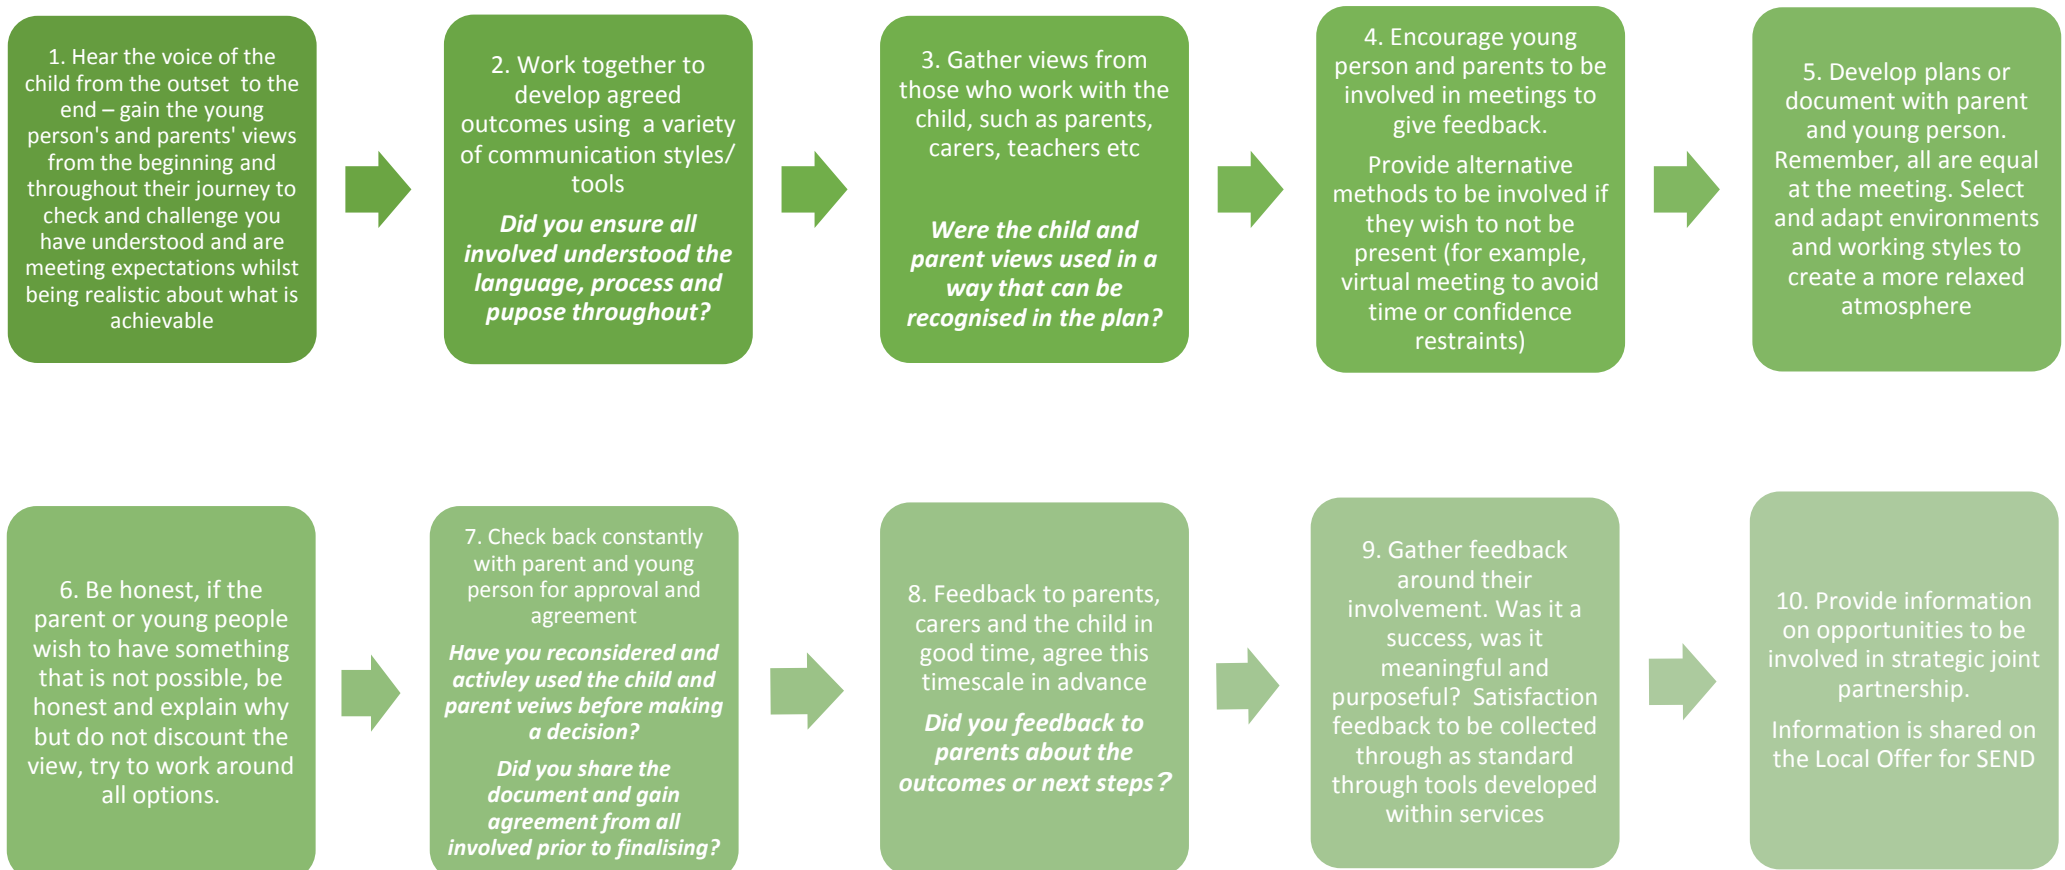 1. Hear the voice of the
child from the outset  to the
end – gain the young
person's and parents' views
from the beginning and
throughout their journey to
check and challenge you
have understood and are
meeting expectations whilst
being realistic about what is
achievable
2. Work together to
develop agreed
outcomes using  a variety
of communication styles/
tools
Did you ensure all
involved understood the
language, process and
pupose throughout?
3. Gather views from
those who work with the
child, such as parents,
carers, teachers etc
Were the child and
parent views used in a
way that can be
recognised in the plan?
4. Encourage young
person and parents to be
involved in meetings to
give feedback.
Provide alternative
methods to be involved if
they wish to not be
present (for example,
virtual meeting to avoid
time or confidence
restraints)
5. Develop plans or
document with parent
and young person.
Remember, all are equal
at the meeting. Select
and adapt environments
and working styles to
create a more relaxed
atmosphere
6. Be honest, if the
parent or young people
wish to have something
that is not possible, be
honest and explain why
but do not discount the
view, try to work around
all options.
7. Check back constantly
with parent and young
person for approval and
agreement
Have you reconsidered and
activley used the child and
parent veiws before making
a decision?
Did you share the
document and gain
agreement from all
involved prior to finalising?
8. Feedback to parents,
carers and the child in
good time, agree this
timescale in advance
Did you feedback to
parents about the
outcomes or next steps?
9. Gather feedback
around their
involvement. Was it a
success, was it
meaningful and
purposeful?  Satisfaction
feedback to be collected
through as standard
through tools developed
within services
10. Provide information
on opportunities to be
involved in strategic joint
partnership.
Information is shared on
the Local Offer for SEND